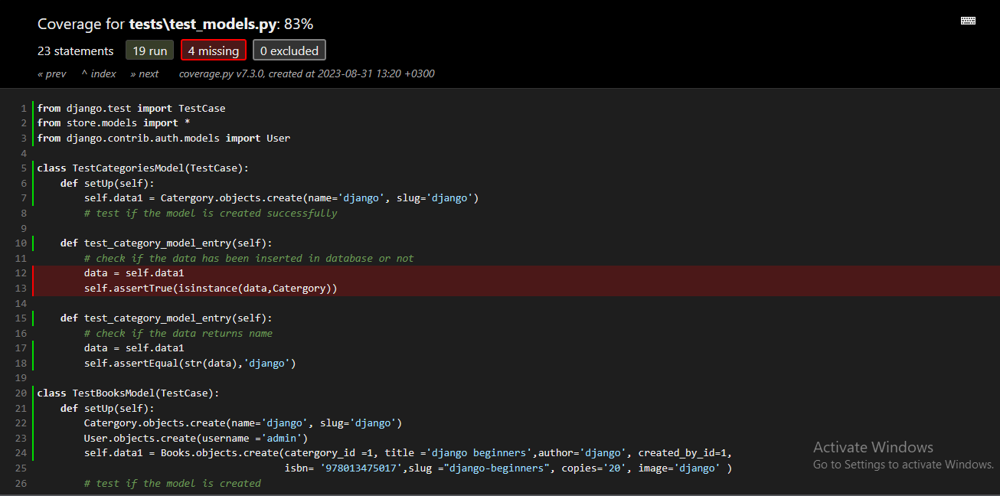 Coverage for tests\test_models.py: 83%
23 statements 19 run 4 missing 0 excluded
« prev ^ index » next coverage.py v7.3.0, created at 2023-08-31 13:20 +0300
1 from django.test import TestCase
2 from store.models import *
3 from django.contrib.auth.models import User
4
5 class TestCategoriesModel(TestCase):
6 def setUp(self):
7 self.data1 = Catergory.objects.create(name='django', slug='django')
8 # test if the model is created successfully
9
10 def test_category_model_entry(self):
11 # check if the data has been inserted in database or not
12 data = self.data1
13 self.assertTrue(isinstance(data,Catergory))
14
15 def test_category_model_entry(self):
16 # check if the data returns name
17 data = self.data1
18 self.assertEqual(str(data),'django')
19
20 class TestBooksModel(TestCase):
21 def setUp(self):
22 Catergory.objects.create(name='django', slug='django')
23 User.objects.create(username ='admin')
24 self.data1 = Books.objects.create(catergory_id =1, title ='django beginners',author='django', created_by_id=1,
25 isbn= '978013475017',slug ="django-beginners", copies='20', image='django' )
26 # test if the model is created
Activate Windows
Go to Settings to activate Windows.